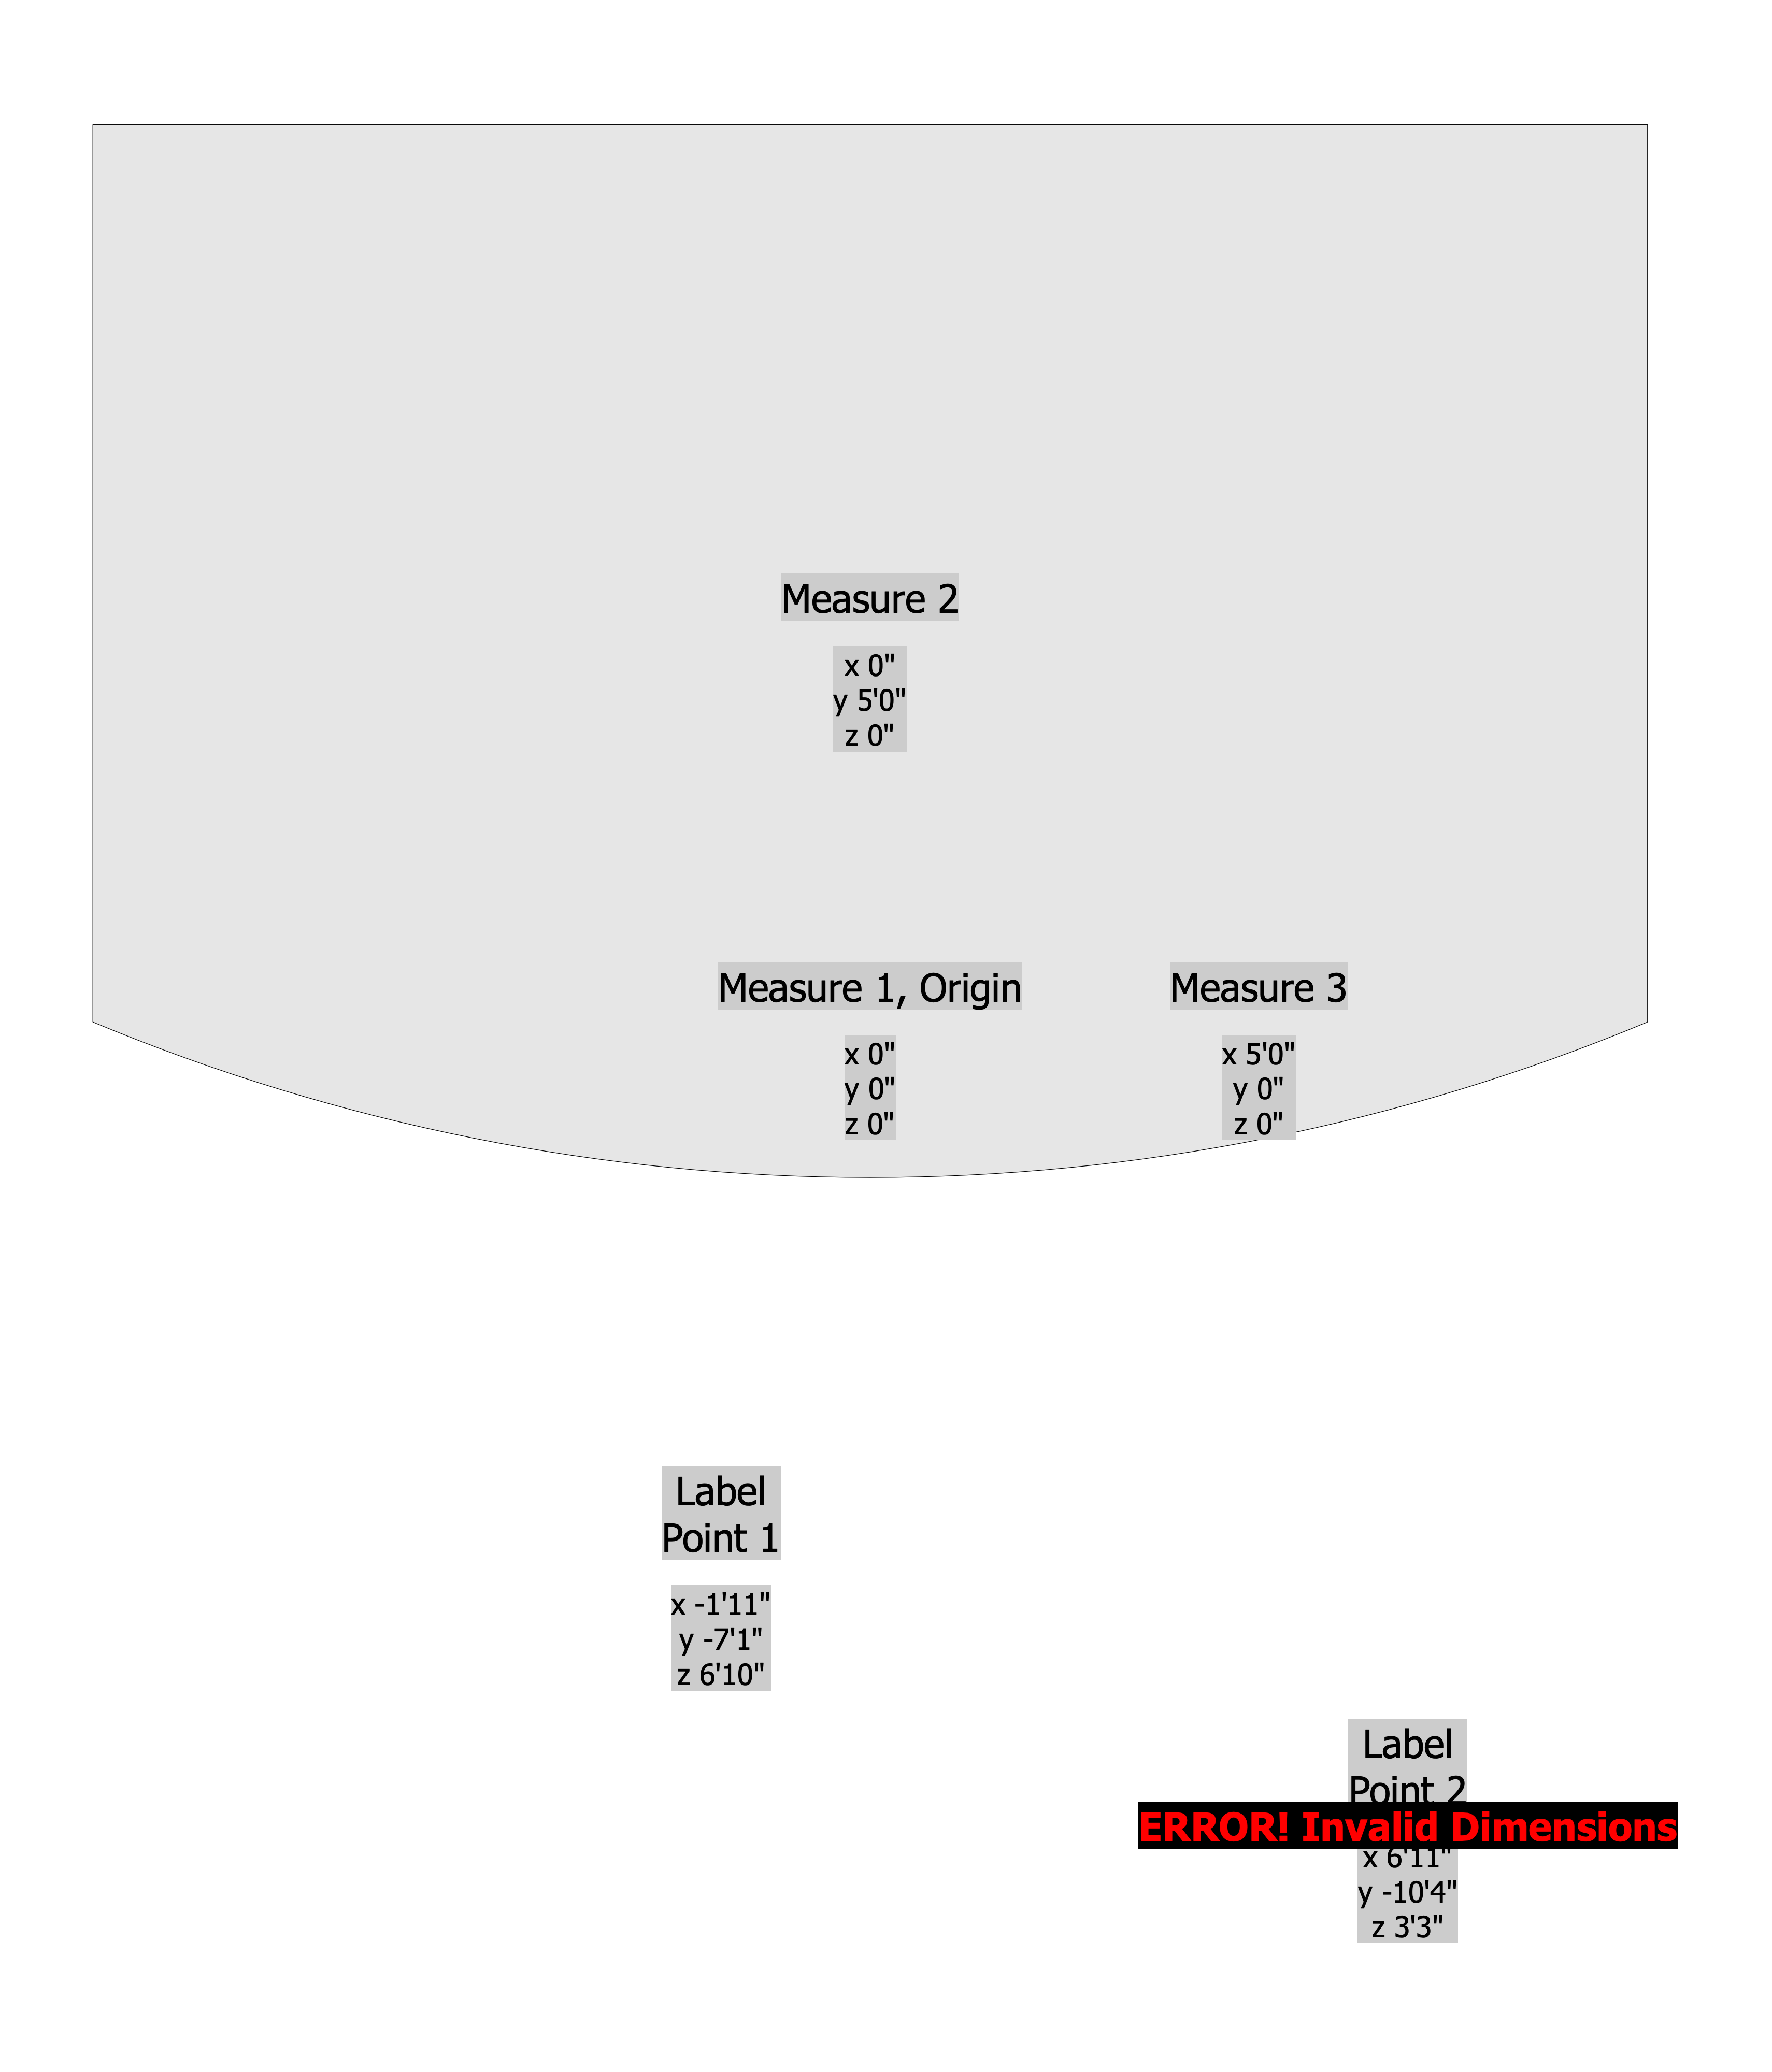 Measure 2
x 0"
y 5'0"
z 0"
Measure 1, Origin
x 0"
y 0"
z 0"
Measure 3
x 5'0"
y 0"
z 0"
Label
Point 1
x -1'11"
y -7'1"
z 6'10"
Label
Point 2
ERROR! Invalid Dimensions
x 6'11"
y -10'4"
z 3'3"